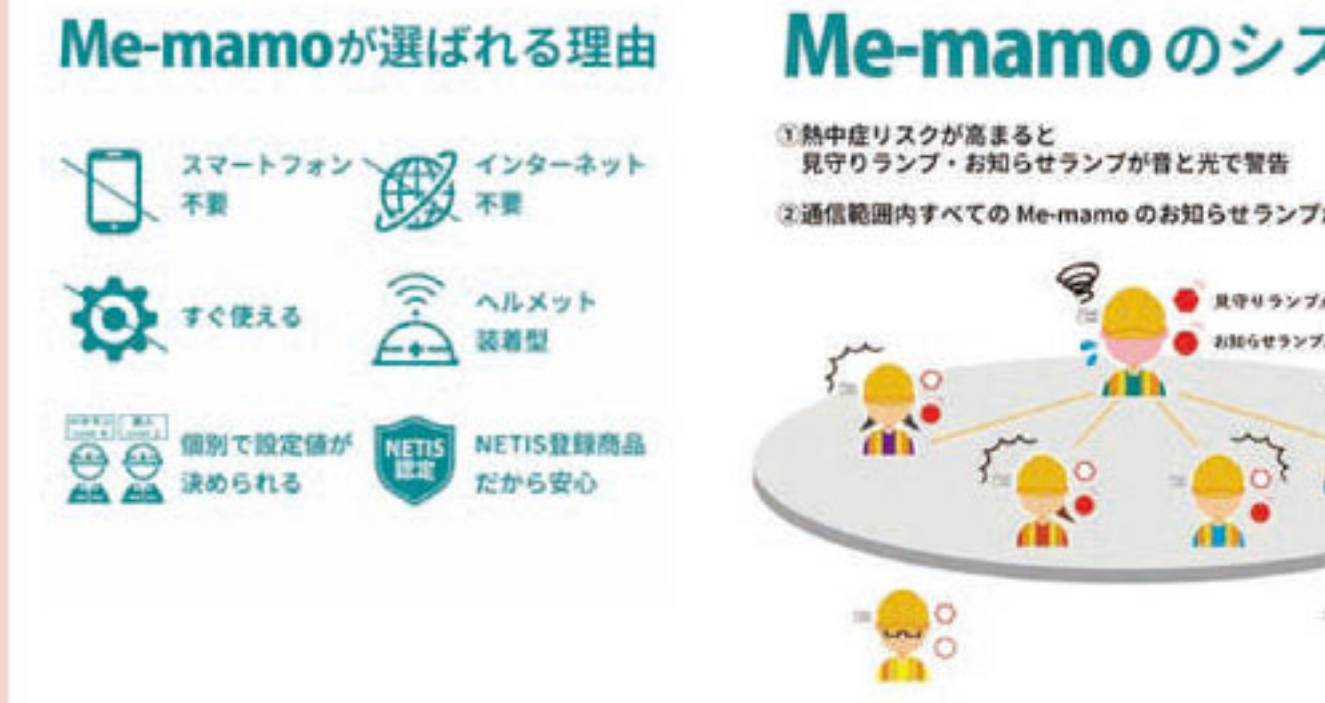 Me-mamoが選ばれる理由
スマートフォン
不要
インターネット
不要
すぐ使える
ヘルメット
装着型
個別で設定値が
決められる
NETIS
認定
NETIS登録商品
だから安心
Me-mamoのシス
①熱中症リスクが高まると
見守りランプ・お知らせランプが音と光で警告
②通信範囲内すべての Me-mamo のお知らせランプ
見守りランプ
お知らせランプ